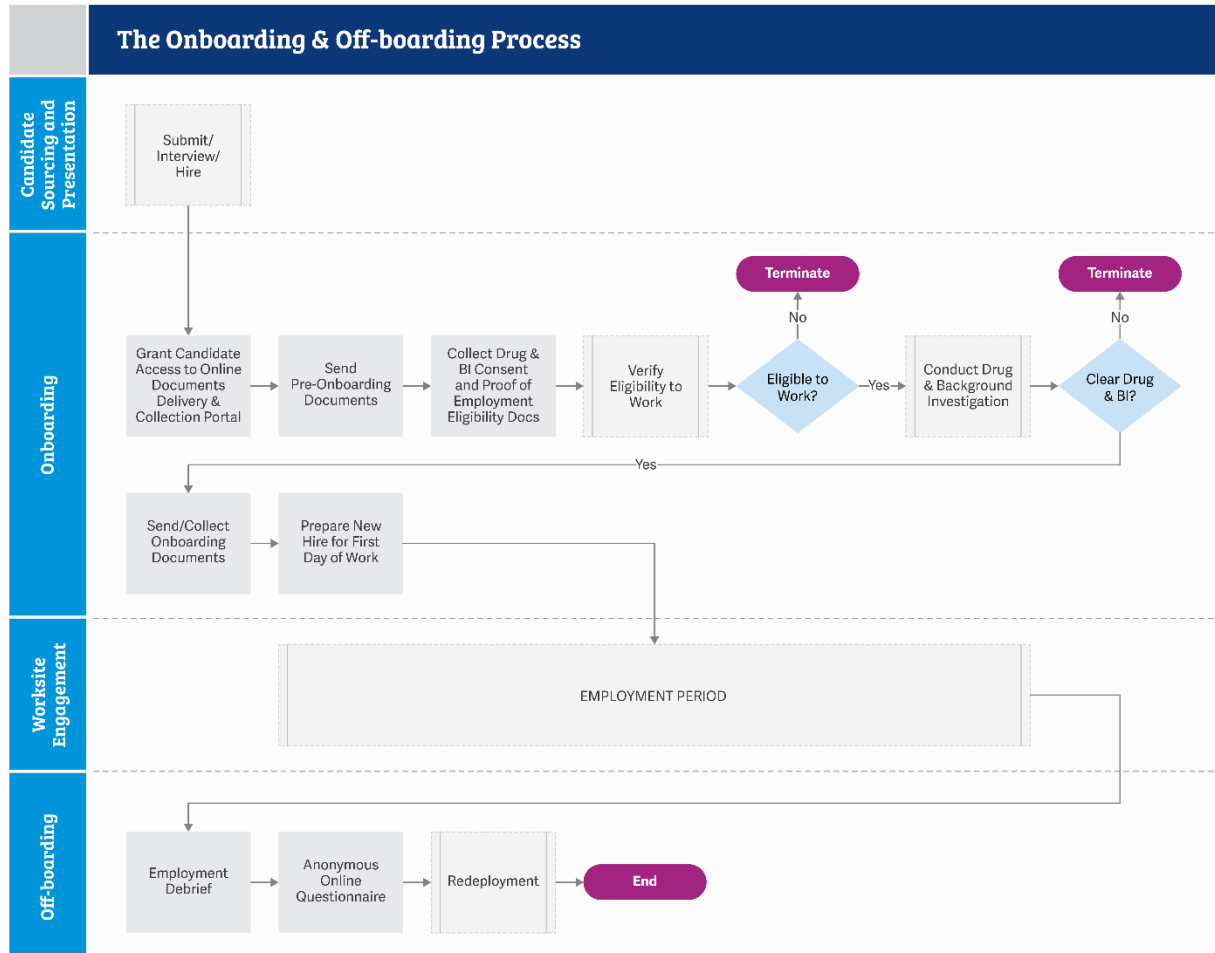 The Onboarding & Off-boarding Process
Candidate
Sourcing and
Presentation
Submit/
Interview/
Hire
Onboarding
Terminate
Terminate
No
No
Grant Candidate
Access to Online
Documents
Delivery &
Collection Portal
Send
Pre-Onboarding
Documents
Collect Drug &
BI Consent
and Proof of
Employment
Eligibility Docs
Verify
Eligibility to
Work
Eligible to
Work?
Yes
Conduct Drug
& Background
Investigation
Clear Drug
& BI?
Yes
Send/Collect
Onboarding
Documents
Prepare New
Hire for First
Day of Work
Worksite
Engagement
EMPLOYMENT PERIOD
Off-boarding
Employment
Debrief
Anonymous
Online
Questionnaire
Redeployment
End